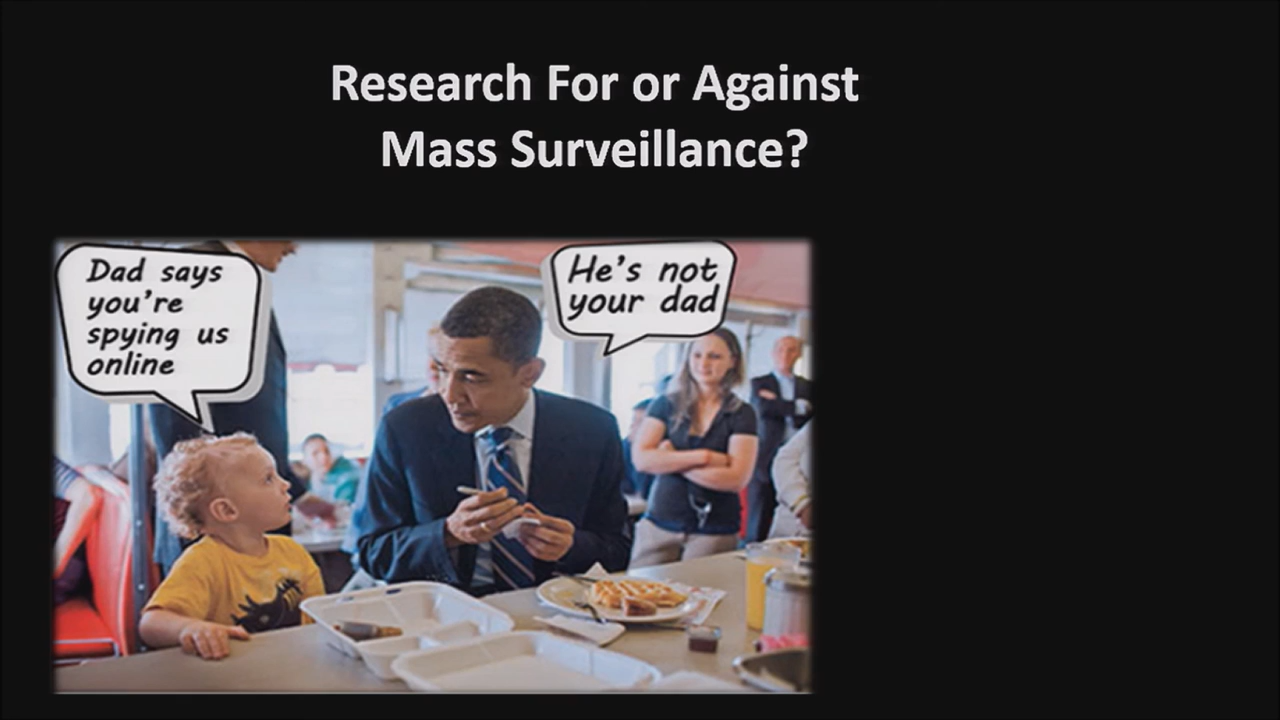 Research For or Against
Mass Surveillance?
Dad says
you're
spying us
online
He's not
your dad